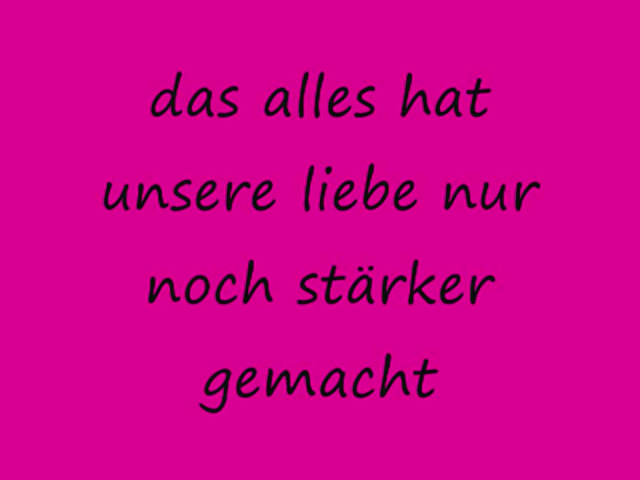 das alles hat
unsere liebe nur
noch stärker
gemacht